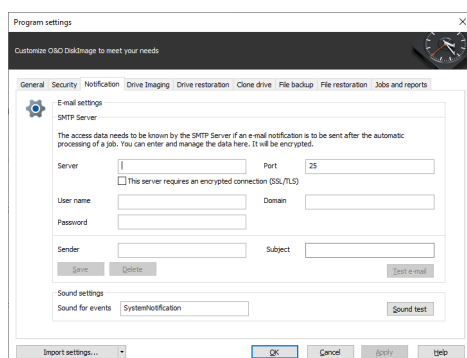 Program settings
Customize O&O DiskImage to meet your needs
General Security Notification Drive Imaging Drive restoration Clone drive File backup File restoration Jobs and reports
E-mail settings
SMTP Server
The access data needs to be known by the SMTP Server if an e-mail notification is to be sent after the automatic
processing of a job. You can enter and manage the data here. It will be encrypted.
Server Port 25
This server requires an encrypted connection (SSL/TLS)
User name Domain
Password
Sender Subject
Save Delete Test e-mail
Sound settings
Sound for events SystemNotification Sound test
Import settings... OK Cancel Apply Help